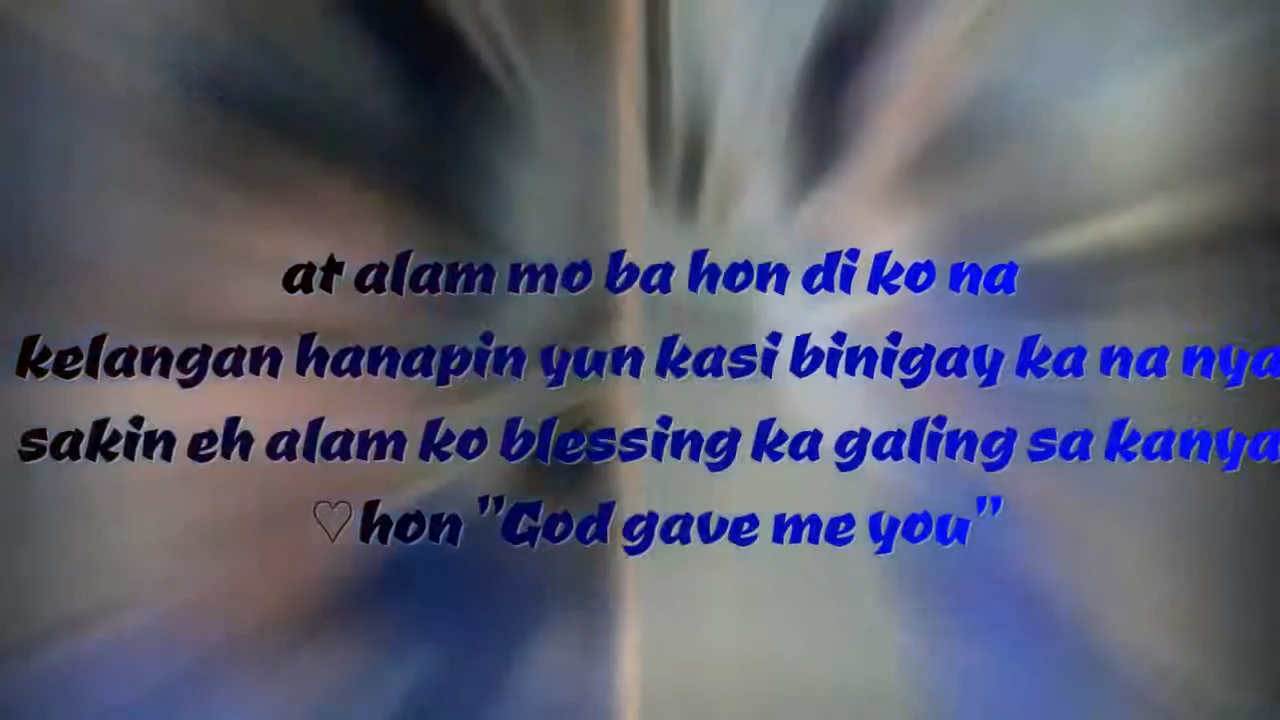 at alam mo ba hon di ko na
kelangan hanapin yun kasi binigay ka na nya
sakin eh alam ko blessing ka galing sa kanya
♡hon "God gave me you"